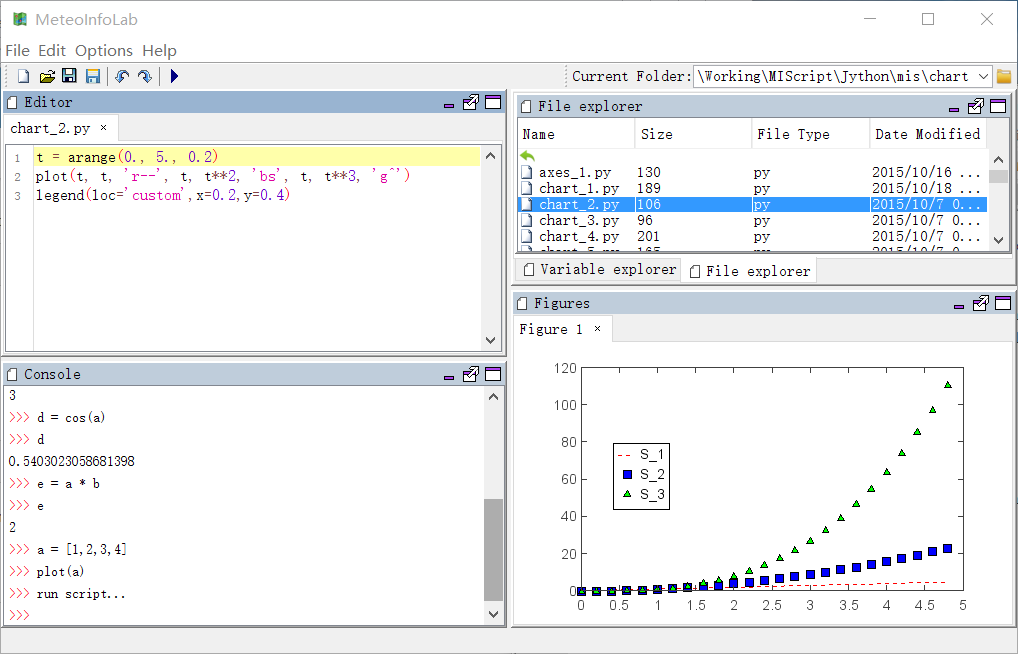 MeteoInfoLab
File Edit Options Help
Current Folder: \Working\MIScript\Jython\mis\chart
Editor
chart_2.py ×
1 t = arange(0., 5., 0.2)
2 plot(t, t, 'r--', t, t**2, 'bs', t, t**3, 'g^')
3 legend(loc='custom',x=0.2,y=0.4)
Console
3
>>> d = cos(a)
>>> d
0.5403023058681398
>>> e = a * b
>>> e
2
>>> a = [1,2,3,4]
>>> plot(a)
>>> run script...
>>>
File explorer
Name Size File Type Date Modified
axes_1.py 130 py 2015/10/16 ...
chart_1.py 189 py 2015/10/18 ...
chart_2.py 106 py 2015/10/7 0...
chart_3.py 96 py 2015/10/7 0...
chart_4.py 201 py 2015/10/7 0...
Variable explorer File explorer
Figures
Figure 1 ×
120
100
80
60
40
20
0
S_1
S_2
S_3
0 0.5 1 1.5 2 2.5 3 3.5 4 4.5 5